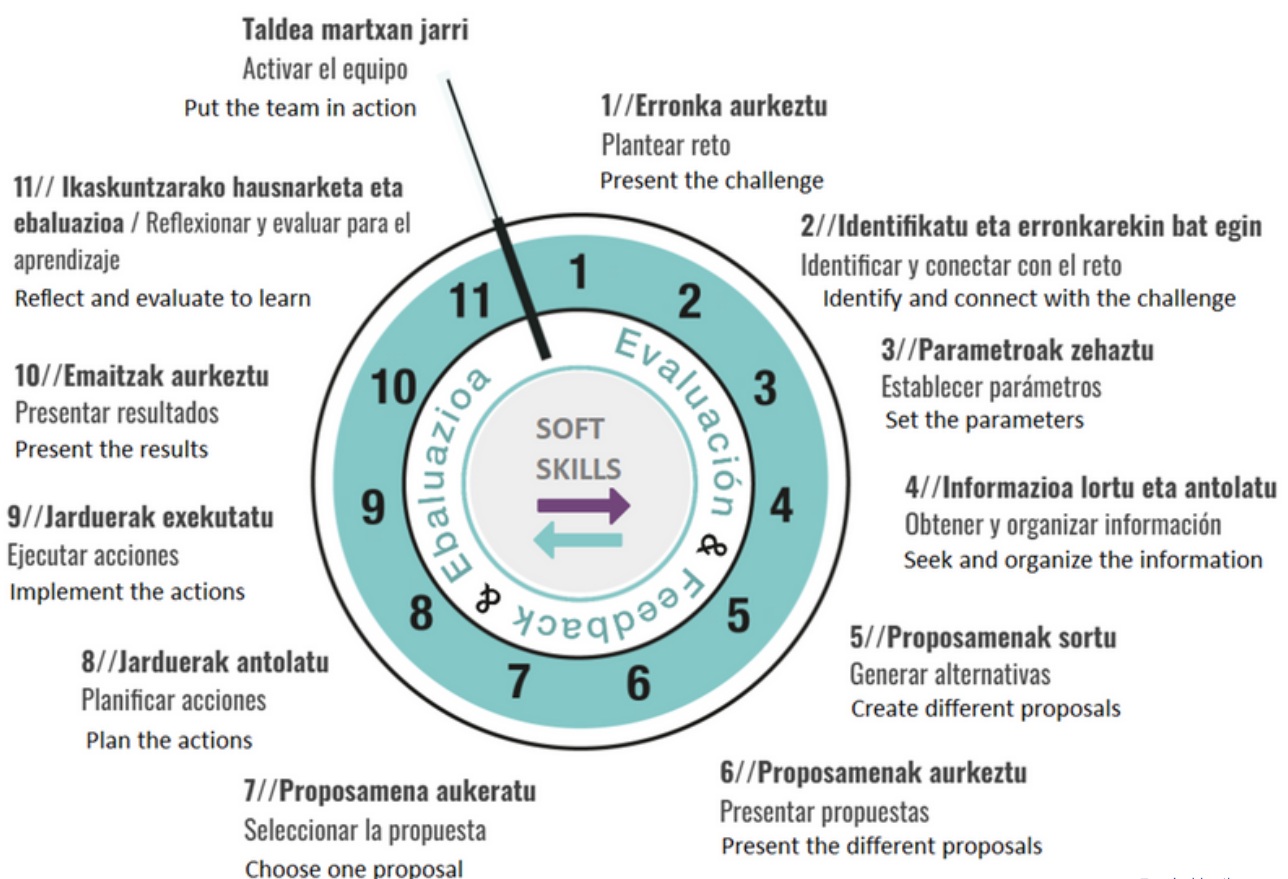 Taldea martxan jarri
Activar el equipo
Put the team in action
1//Erronka aurkeztu
Plantear reto
Present the challenge
2//Identifikatu eta erronkarekin bat egin
Identificar y conectar con el reto
Identify and connect with the challenge
3//Parametroak zehaztu
Establecer parámetros
Set the parameters
4//Informazioa lortu eta antolatu
Obtener y organizar información
Seek and organize the information
5//Proposamenak sortu
Generar alternativas
Create different proposals
6//Proposamenak aurkeztu
Presentar propuestas
Present the different proposals
7//Proposamena aukeratu
Seleccionar la propuesta
Choose one proposal
8//Jarduerak antolatu
Planificar acciones
Plan the actions
9//Jarduerak exekutatu
Ejecutar acciones
Implement the actions
10//Emaitzak aurkeztu
Presentar resultados
Present the results
11// Ikaskuntzarako hausnarketa eta
ebaluazioa / Reflexionar y evaluar para el
aprendizaje
Reflect and evaluate to learn
1
2
3
4
5
6
7
8
9
10
11
Evaluación & Feedback & Ebaluazioa
SOFT
SKILLS